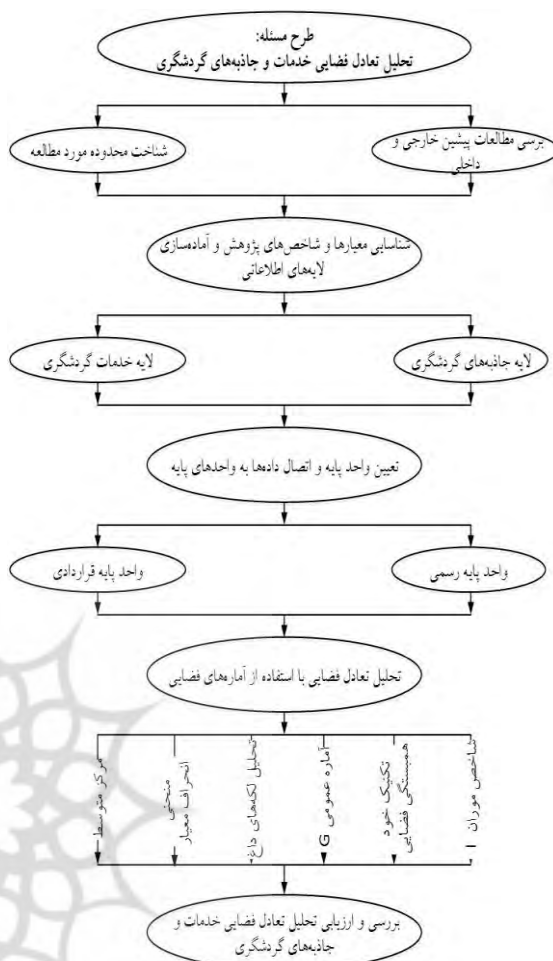 طرح مسئله:
تحلیل تعادل فضایی خدمات و جاذبه‌های گردشگری
برسی مطالعات پیشین خارجی و
داخلی
شناخت محدوده مورد مطالعه
شناسایی معیارها و شاخص‌های پژوهش و آماده‌سازی
لایه‌های اطلاعاتی
لایه جاذبه‌های گردشگری
لایه خدمات گردشگری
تعیین واحد پایه و اتصال داده‌ها به واحدهای پایه
واحد پایه رسمی
واحد پایه قراردادی
تحلیل تعادل فضایی با استفاده از آماره‌های فضایی
شاخص موران I
تکنیک خود
همبستگی فضایی
آماره عمومی G
تحلیل لکه‌های داغ
منحنی
انحراف معیار
مرکز متوسط
بررسی و ارزیابی تحلیل تعادل فضایی خدمات و
جاذبه‌های گردشگری